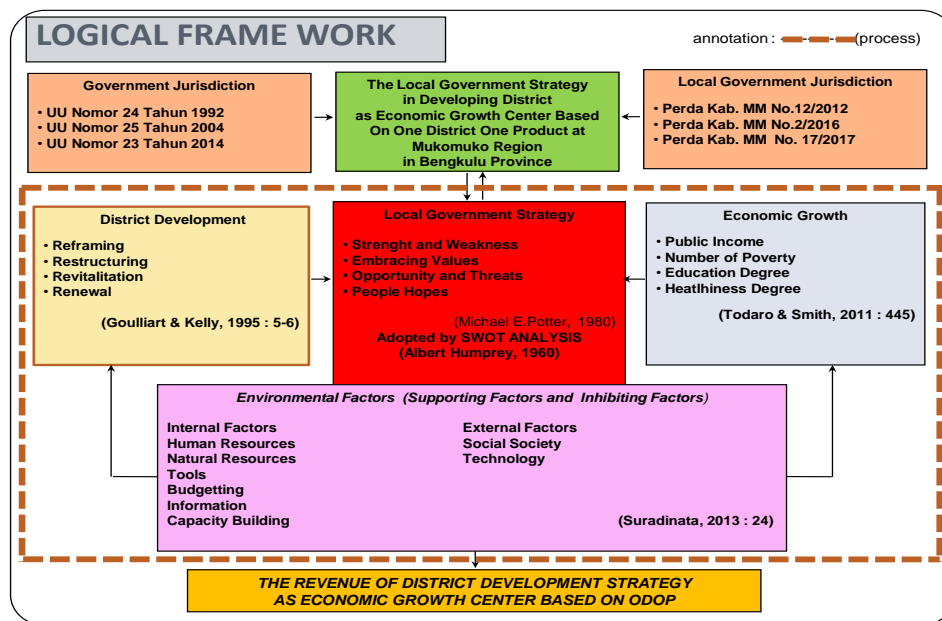 LOGICAL FRAME WORK
annotation : (process)
Government Jurisdiction
• UU Nomor 24 Tahun 1992
• UU Nomor 25 Tahun 2004
• UU Nomor 23 Tahun 2014
The Local Government Strategy
in Developing District
as Economic Growth Center Based
On One District One Product at
Mukomuko Region
in Bengkulu Province
Local Government Jurisdiction
• Perda Kab. MM No.12/2012
• Perda Kab. MM No.2/2016
• Perda Kab. MM No. 17/2017
District Development
• Reframing
• Restructuring
• Revitalitation
• Renewal
(Goulliart & Kelly, 1995 : 5-6)
Local Government Strategy
• Strenght and Weakness
• Embracing Values
• Opportunity and Threats
• People Hopes
(Michael E.Potter, 1980)
Adopted by SWOT ANALYSIS
(Albert Humprey, 1960)
Economic Growth
• Public Income
• Number of Poverty
• Education Degree
• Heatlhiness Degree
(Todaro & Smith, 2011 : 445)
Environmental Factors (Supporting Factors and Inhibiting Factors)
Internal Factors
Human Resources
Natural Resources
Tools
Budgetting
Information
Capacity Building
External Factors
Social Society
Technology
(Suradinata, 2013 : 24)
THE REVENUE OF DISTRICT DEVELOPMENT STRATEGY
AS ECONOMIC GROWTH CENTER BASED ON ODOP